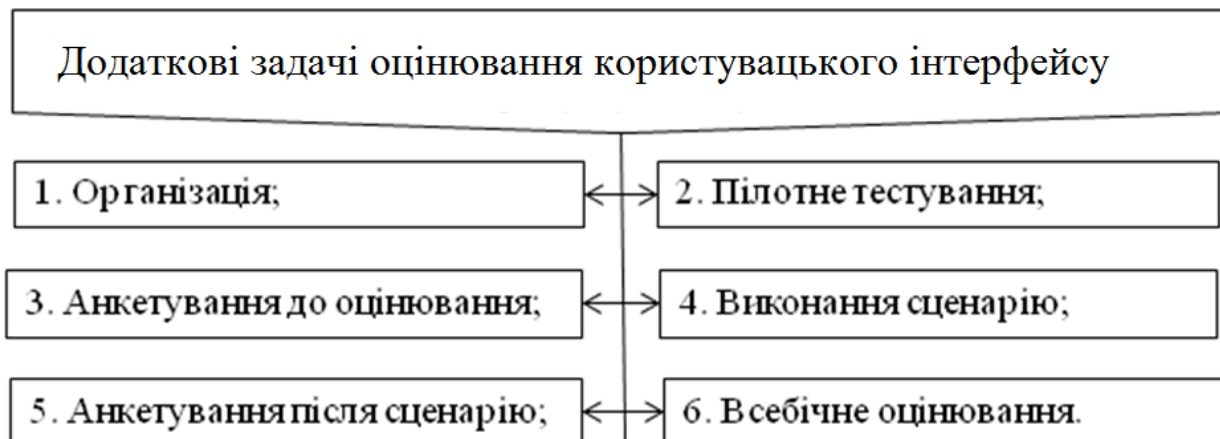 Додаткові задачі оцінювання користувацького інтерфейсу
1. Організація;
2. Пілотне тестування;
3. Анкетування до оцінювання;
4. Виконання сценарію;
5. Анкетування після сценарію;
6. Всебічне оцінювання.